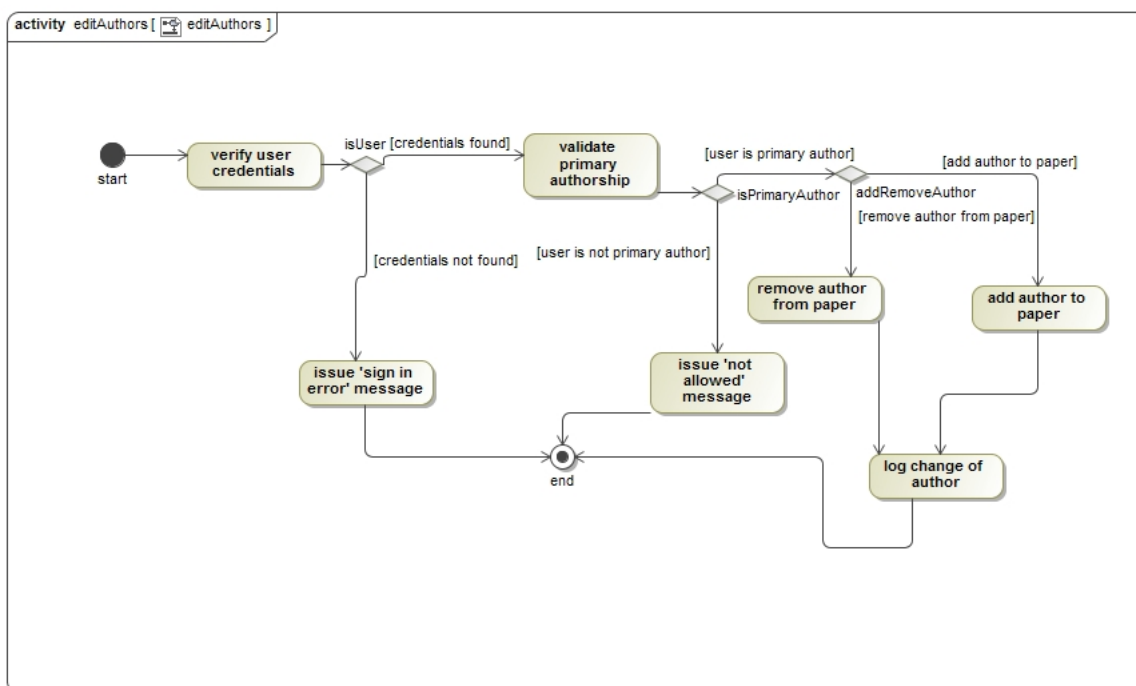 activity editAuthors [ editAuthors ]
start
verify user
credentials
isUser
[credentials found]
validate
primary
authorship
[user is primary author]
[add author to paper]
isPrimaryAuthor
addRemoveAuthor
[remove author from paper]
[credentials not found]
[user is not primary author]
remove author
from paper
add author to
paper
issue 'sign in
error' message
issue 'not
allowed'
message
end
log change of
author